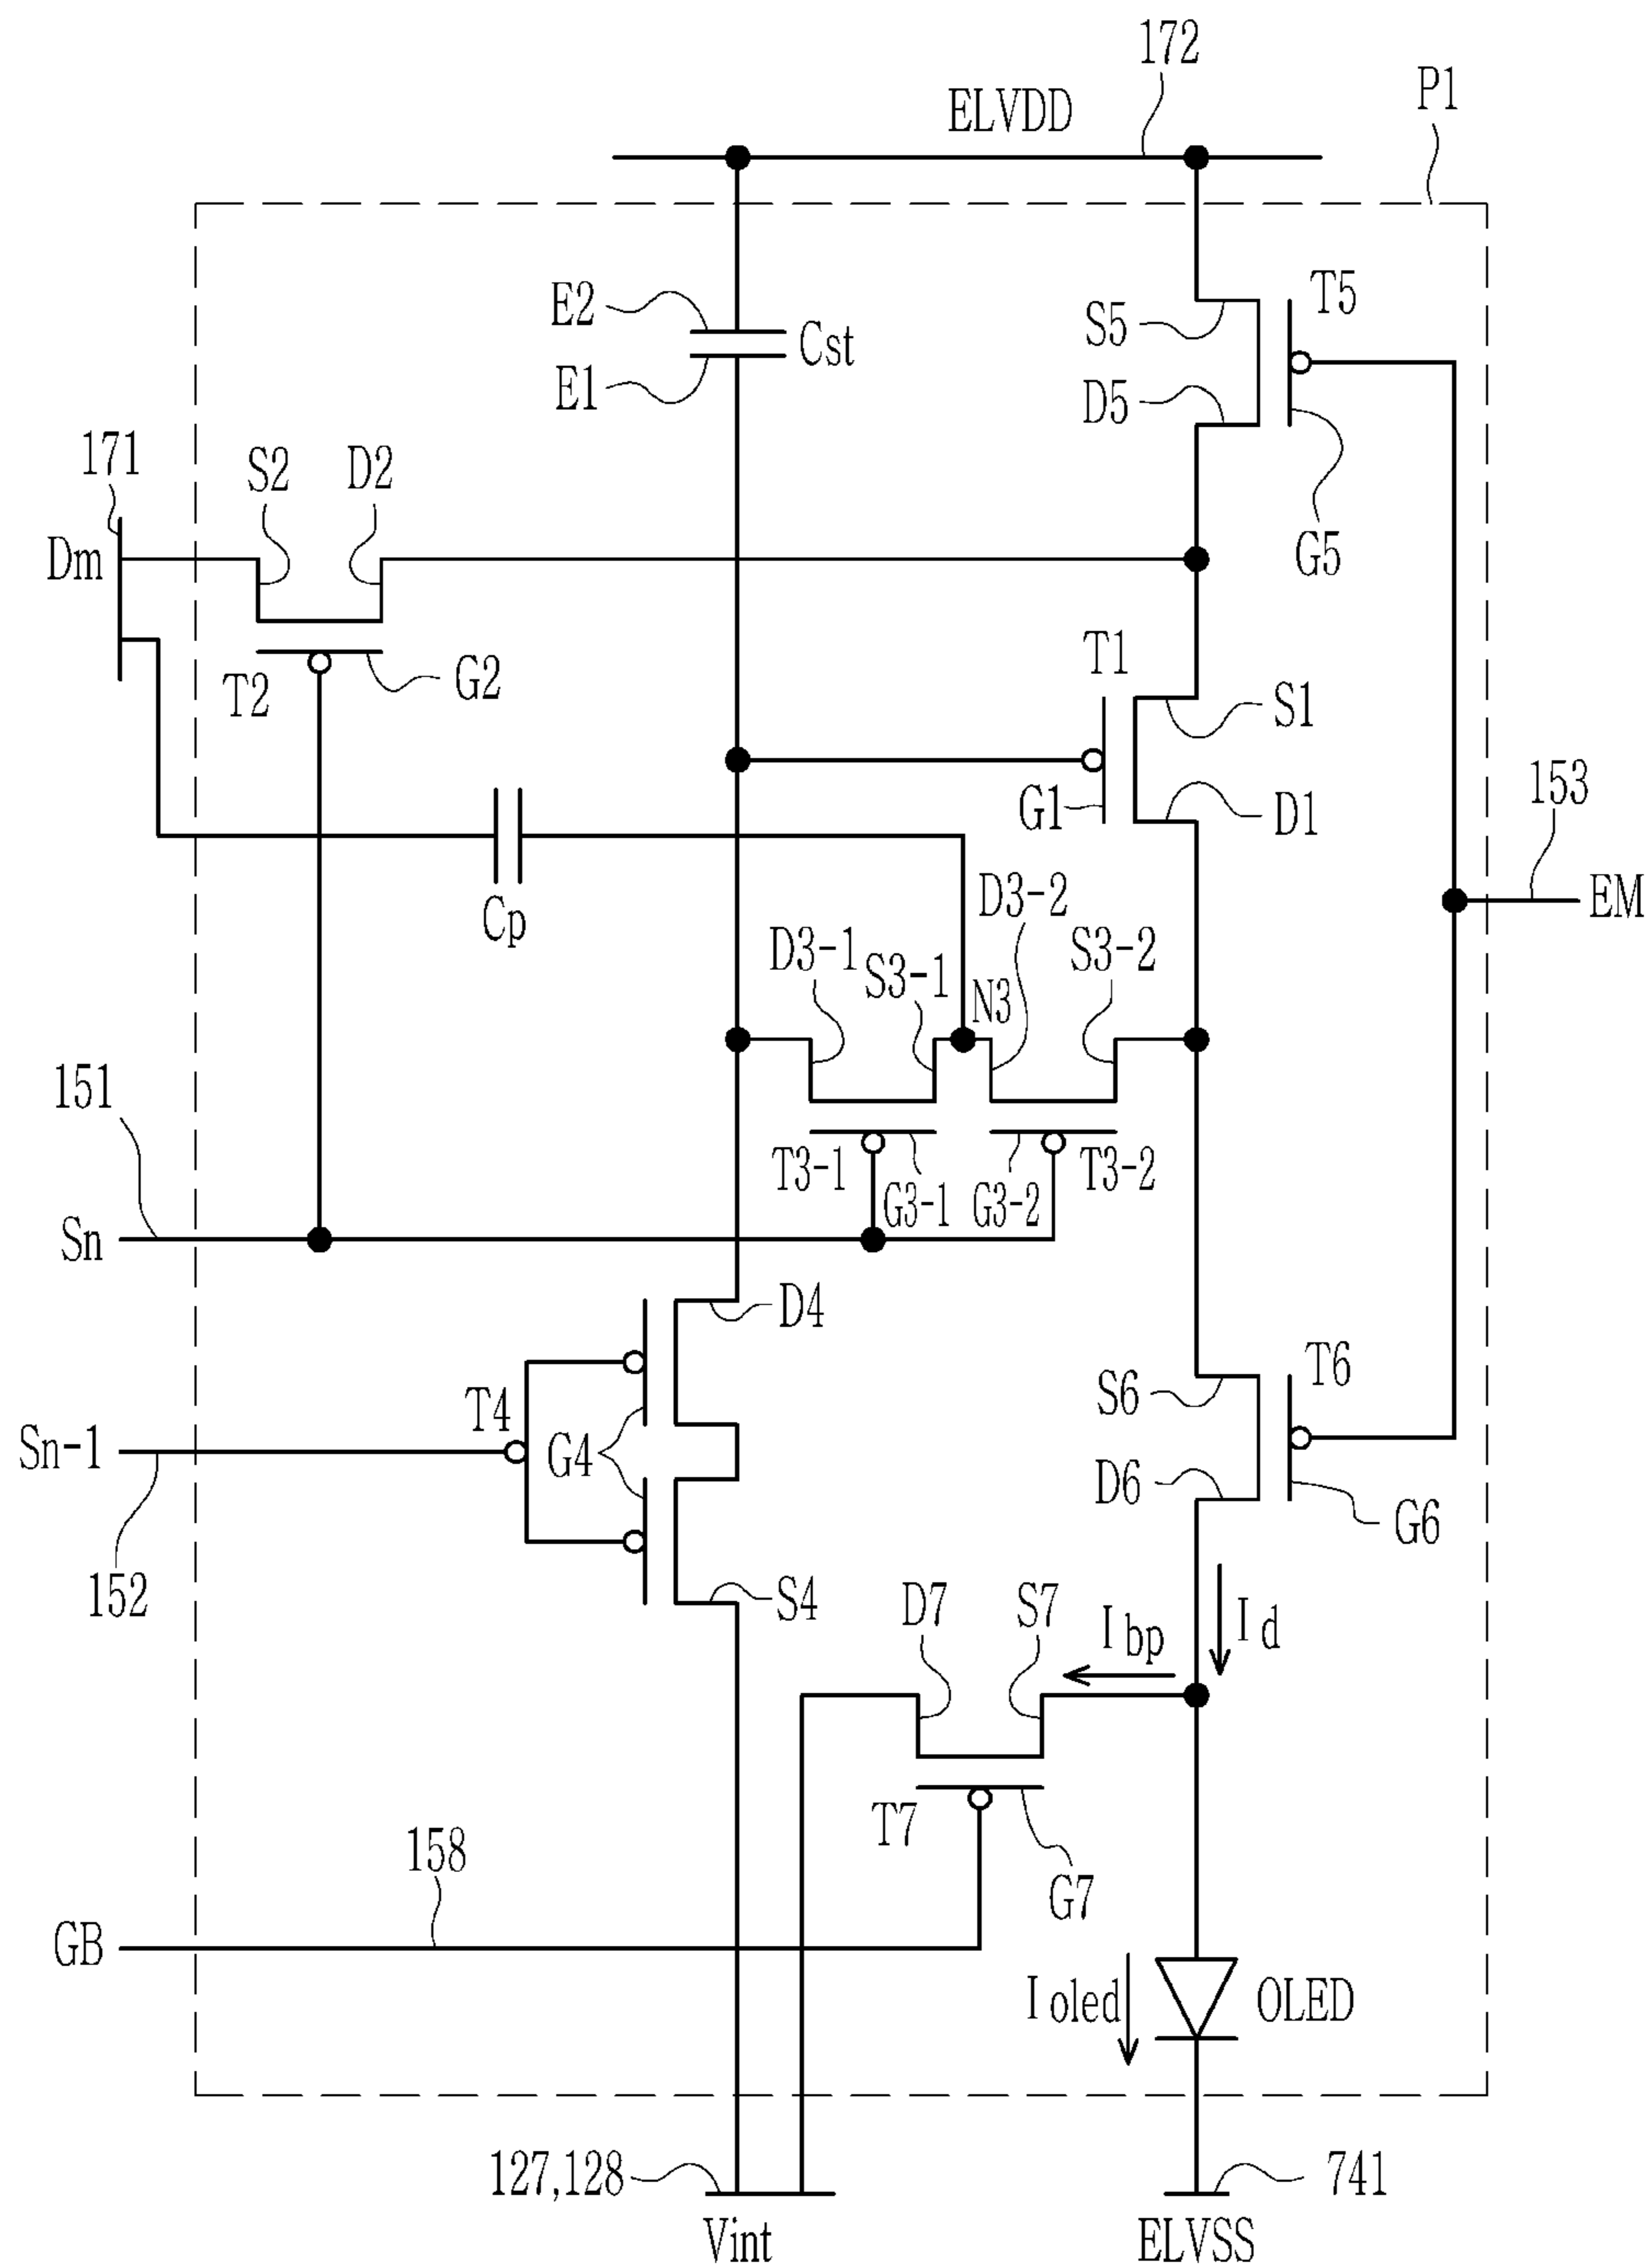 172
ELVDD
P1
E2
Cst
E1
S5
T5
D5
G5
171
S2
D2
Dm
T2
G2
T1
S1
G1
D1
153
EM
Cp
D3-2
D3-1
S3-1
N3
S3-2
151
T3-1
G3-1
G3-2
T3-2
Sn
D4
T4
G4
Sn-1
152
S4
S6
T6
D6
G6
D7
S7
Ibp
Id
T7
G7
158
GB
Ioled
OLED
127,128
741
Vint
ELVSS